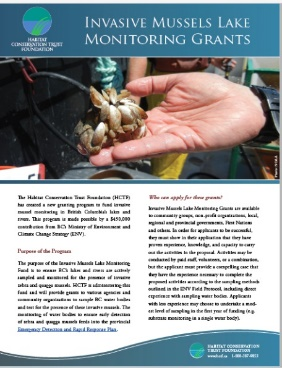 INVASIVE MUSSELS LAKE
MONITORING GRANTS
HABITAT
CONSERVATION TRUST
FOUNDATION
The Habitat Conservation Trust Foundation (HCTF)
has created a new granting program to fund invasive
mussel monitoring in British Columbia's lakes and
rivers. This program is made possible by a $450,000
contribution from BC's Ministry of Environment and
Climate Change Strategy (ENV).
Purpose of the Program
The purpose of the Invasive Mussels Lake Monitoring
Fund is to ensure BC's lakes and rivers are actively
sampled and monitored for the presence of invasive
zebra and quagga mussels. HCTF is administering this
fund and will provide grants to various agencies and
community organizations to sample BC water bodies
and test for the presence of these invasive mussels. The
monitoring of water bodies to ensure early detection
of zebra and quagga mussels feeds into the provincial
Emergency Detection and Rapid Response Plan.
Who can apply for these grants?
Invasive Mussels Lake Monitoring Grants are available
to community groups, non-profit organizations, local,
regional and provincial governments, First Nations
and others. In order for applicants to be successful,
they must show in their application that they have
proven experience, knowledge, and capacity to carry
out the activities in the proposal. Activities may be
conducted by paid staff, volunteers, or a combination,
but the applicant must provide a compelling case that
they have the experience necessary to complete the
proposed activities according to the sampling methods
outlined in the ENV Field Protocol, including direct
experience with sampling water bodies. Applicants
with less experience may choose to undertake a mod-
est level of sampling in the first year of funding (e.g.
substrate monitoring in a single water body).
HABITAT CONSERVATION
TRUST FOUNDATION
www.hctf.ca 1-800-387-9853